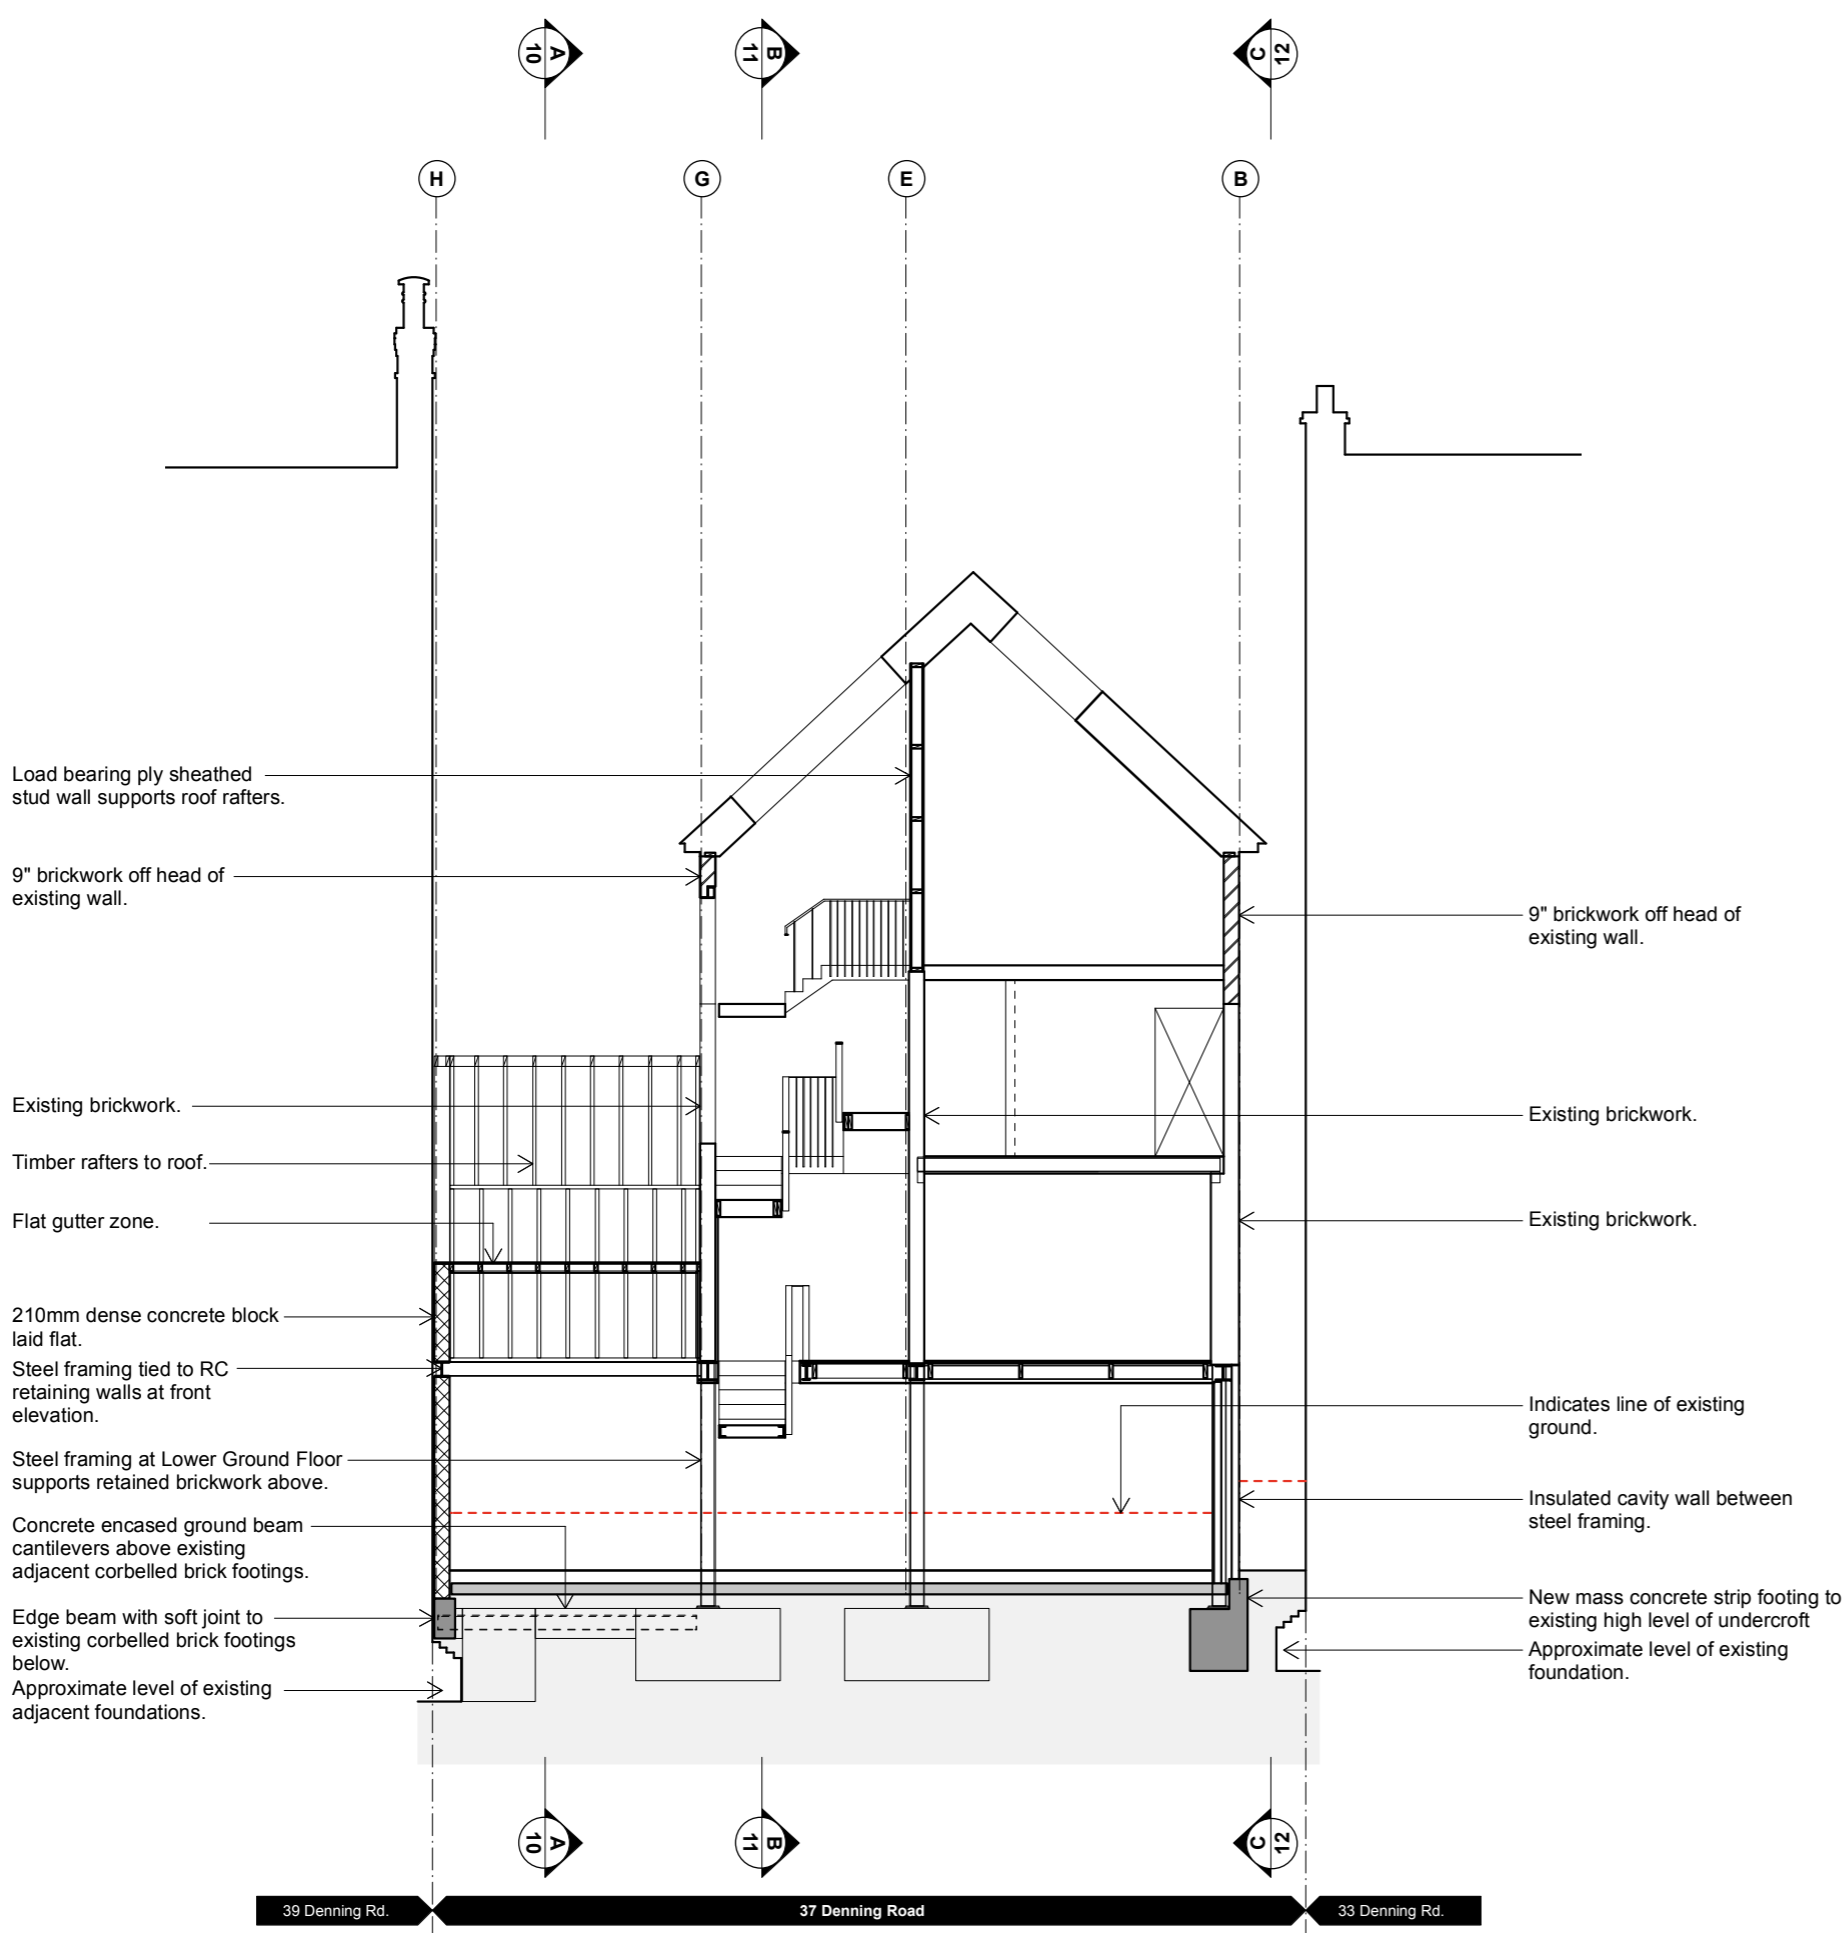 A
10
B
11
C
12
H
G
E
B
Load bearing ply sheathed
stud wall supports roof rafters.
9" brickwork off head of
existing wall.
Existing brickwork.
Timber rafters to roof.
Flat gutter zone.
210mm dense concrete block
laid flat.
Steel framing tied to RC
retaining walls at front
elevation.
Steel framing at Lower Ground Floor
supports retained brickwork above.
Concrete encased ground beam
cantilevers above existing
adjacent corbelled brick footings.
Edge beam with soft joint to
existing corbelled brick footings
below.
Approximate level of existing
adjacent foundations.
9" brickwork off head of
existing wall.
Existing brickwork.
Existing brickwork.
Indicates line of existing
ground.
Insulated cavity wall between
steel framing.
New mass concrete strip footing to
existing high level of undercroft
Approximate level of existing
foundation.
A
10
B
11
C
12
39 Denning Rd.
37 Denning Road
33 Denning Rd.